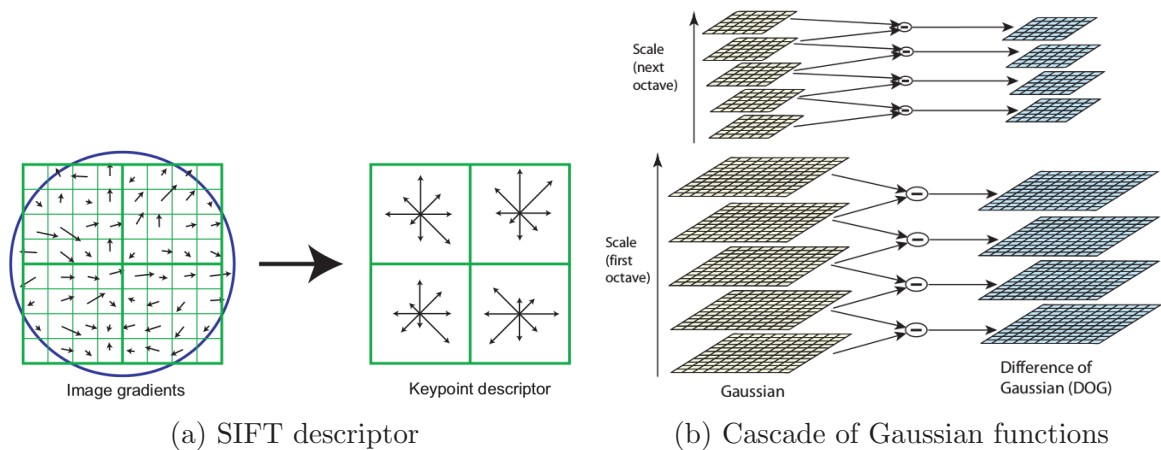 Image gradients
Keypoint descriptor
(a) SIFT descriptor
Scale
(next
octave)
Scale
(first
octave)
Gaussian
Difference of
Gaussian (DOG)
(b) Cascade of Gaussian functions